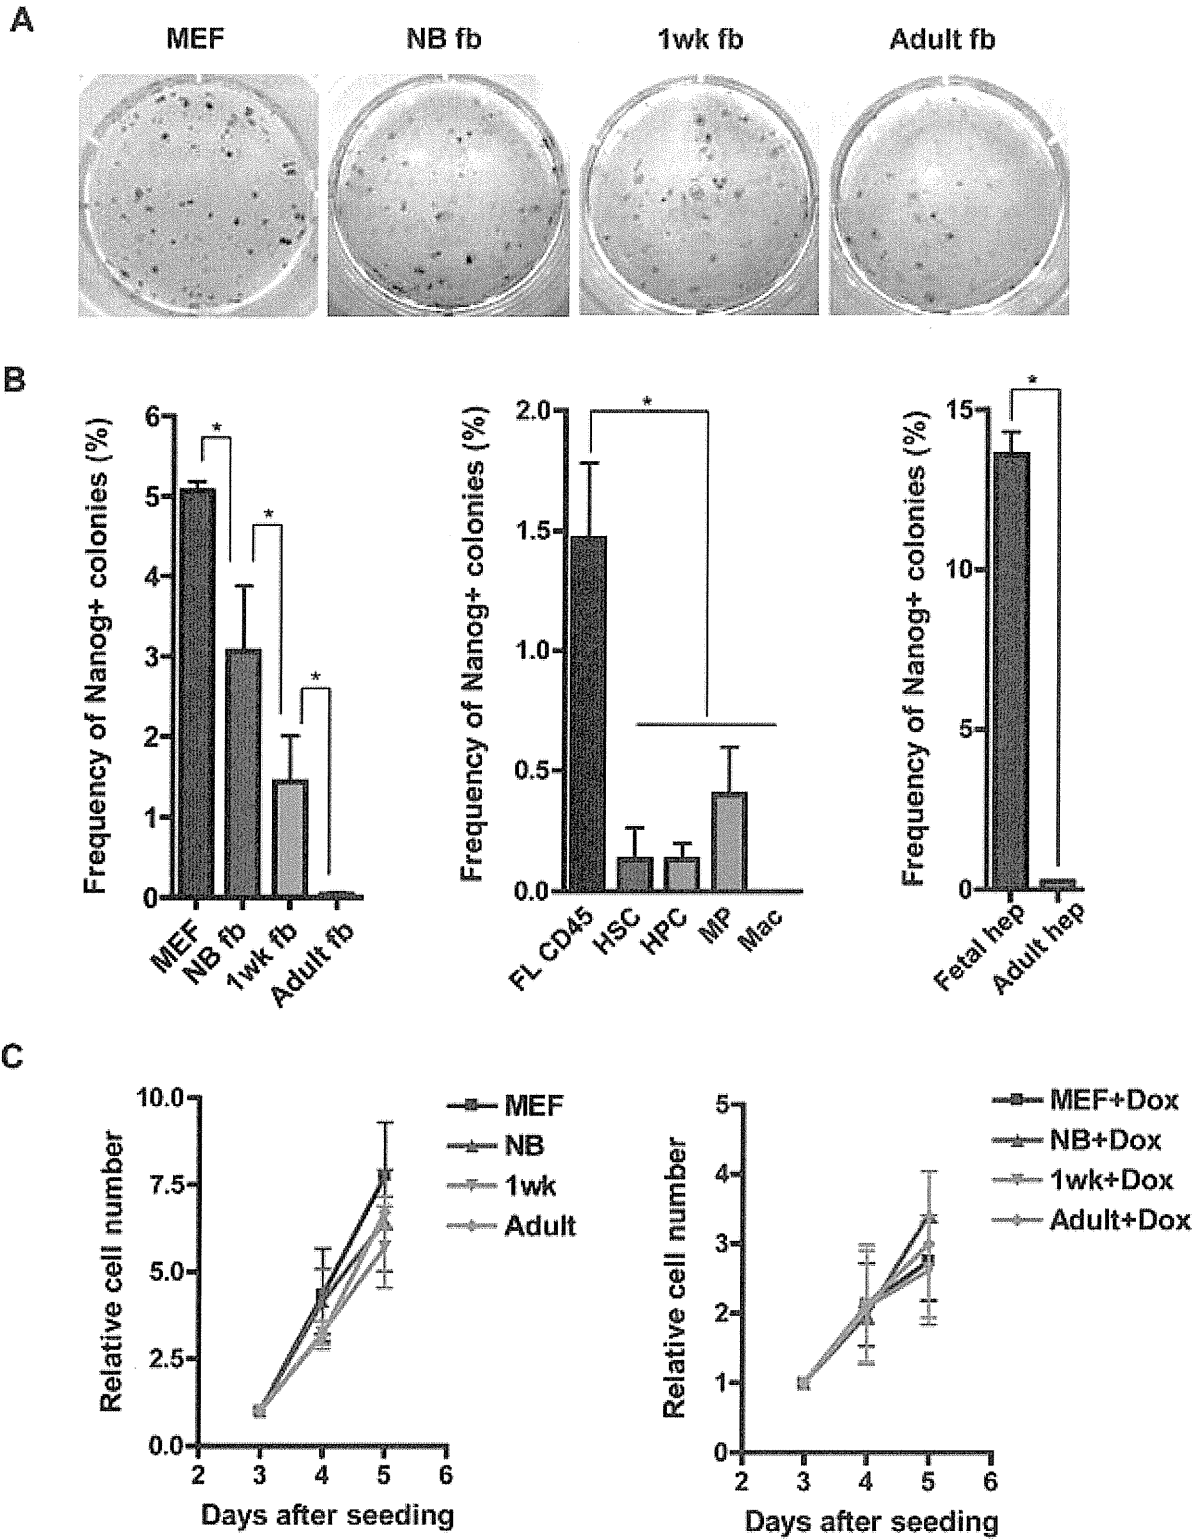 A
MEF NB fb 1wk fb Adult fb
B
Frequency of Nanog+ colonies (%)
6
5
4
3
2
1
0
* * *
MEF NB fb 1wk fb Adult fb
Frequency of Nanog+ colonies (%)
2.0
1.5
1.0
0.5
0.0
*
FL CD45 HSC HPC MP Mac
Frequency of Nanog+ colonies (%)
15
10
5
0
*
Fetal hep Adult hep
C
Relative cell number
10.0
7.5
5.0
2.5
0.0
2 3 4 5 6
Days after seeding
MEF
NB
1wk
Adult
Relative cell number
5
4
3
2
1
0
2 3 4 5 6
Days after seeding
MEF+Dox
NB+Dox
1wk+Dox
Adult+Dox